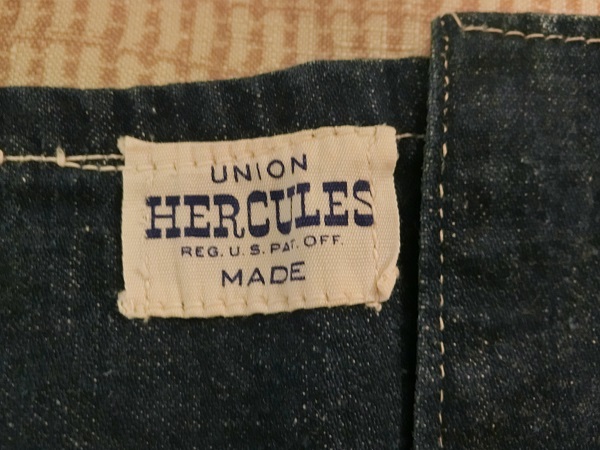 UNION
HERCULES
REG. U. S. PAT. OFF.
MADE